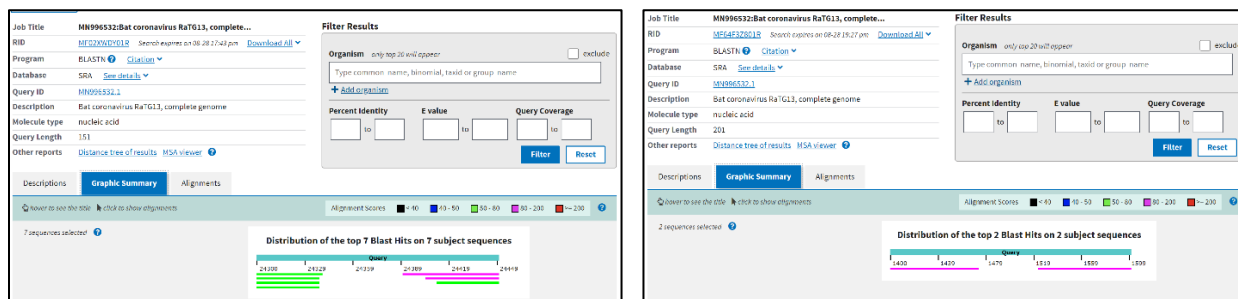 Job Title MN996532:Bat coronavirus RaTG13, complete...
RID MF02XWDY01R Search expires on 08-28 17:43 pm Download All
Program BLASTN Citation
Database SRA See details
Query ID MN996532.1
Description Bat coronavirus RaTG13, complete genome
Molecule type nucleic acid
Query Length 151
Other reports Distance tree of results MSA viewer
Filter Results
Organism only top 20 will appear exclude
Type common name, binomial, taxid or group name
+ Add organism
Percent Identity E value Query Coverage
to to to
Filter Reset
Descriptions Graphic Summary Alignments
hover to see the title click to show alignments
Alignment Scores < 40 40 - 50 50 - 80 80 - 200 >= 200
7 sequences selected
Distribution of the top 7 Blast Hits on 7 subject sequences
Query
24300 24329 24359 24389 24419 24449
Job Title MN996532:Bat coronavirus RaTG13, complete...
RID MF64F3Z801R Search expires on 08-28 19:27 pm Download All
Program BLASTN Citation
Database SRA See details
Query ID MN996532.1
Description Bat coronavirus RaTG13, complete genome
Molecule type nucleic acid
Query Length 201
Other reports Distance tree of results MSA viewer
Filter Results
Organism only top 20 will appear exclude
Type common name, binomial, taxid or group name
+ Add organism
Percent Identity E value Query Coverage
to to to
Filter Reset
Descriptions Graphic Summary Alignments
hover to see the title click to show alignments
Alignment Scores < 40 40 - 50 50 - 80 80 - 200 >= 200
2 sequences selected
Distribution of the top 2 Blast Hits on 2 subject sequences
Query
1400 1439 1479 1519 1559 1599